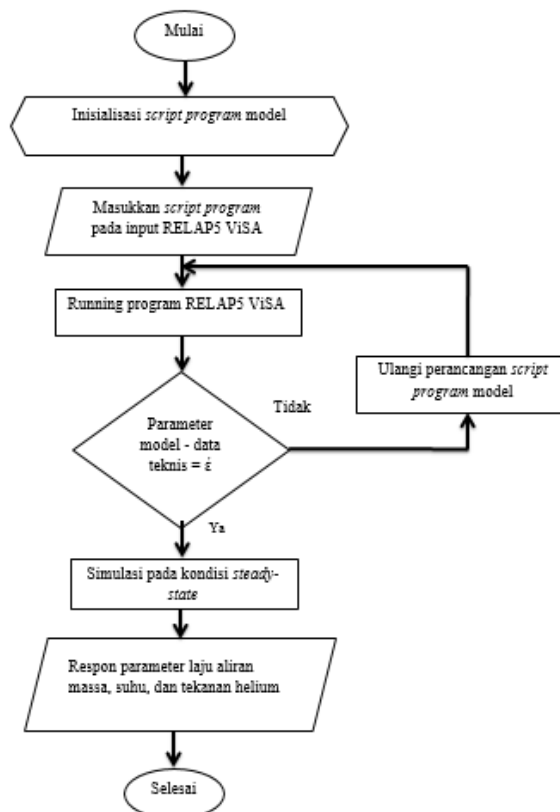 Mulai
Inisialisasi script program model
Masukkan script program
pada input RELAP5 ViSA
Running program RELAP5 ViSA
Ulangi perancangan script
program model
Tidak
Parameter
model - data
teknis = έ
Ya
Simulasi pada kondisi steady-
state
Respon parameter laju aliran
massa, suhu, dan tekanan helium
Selesai